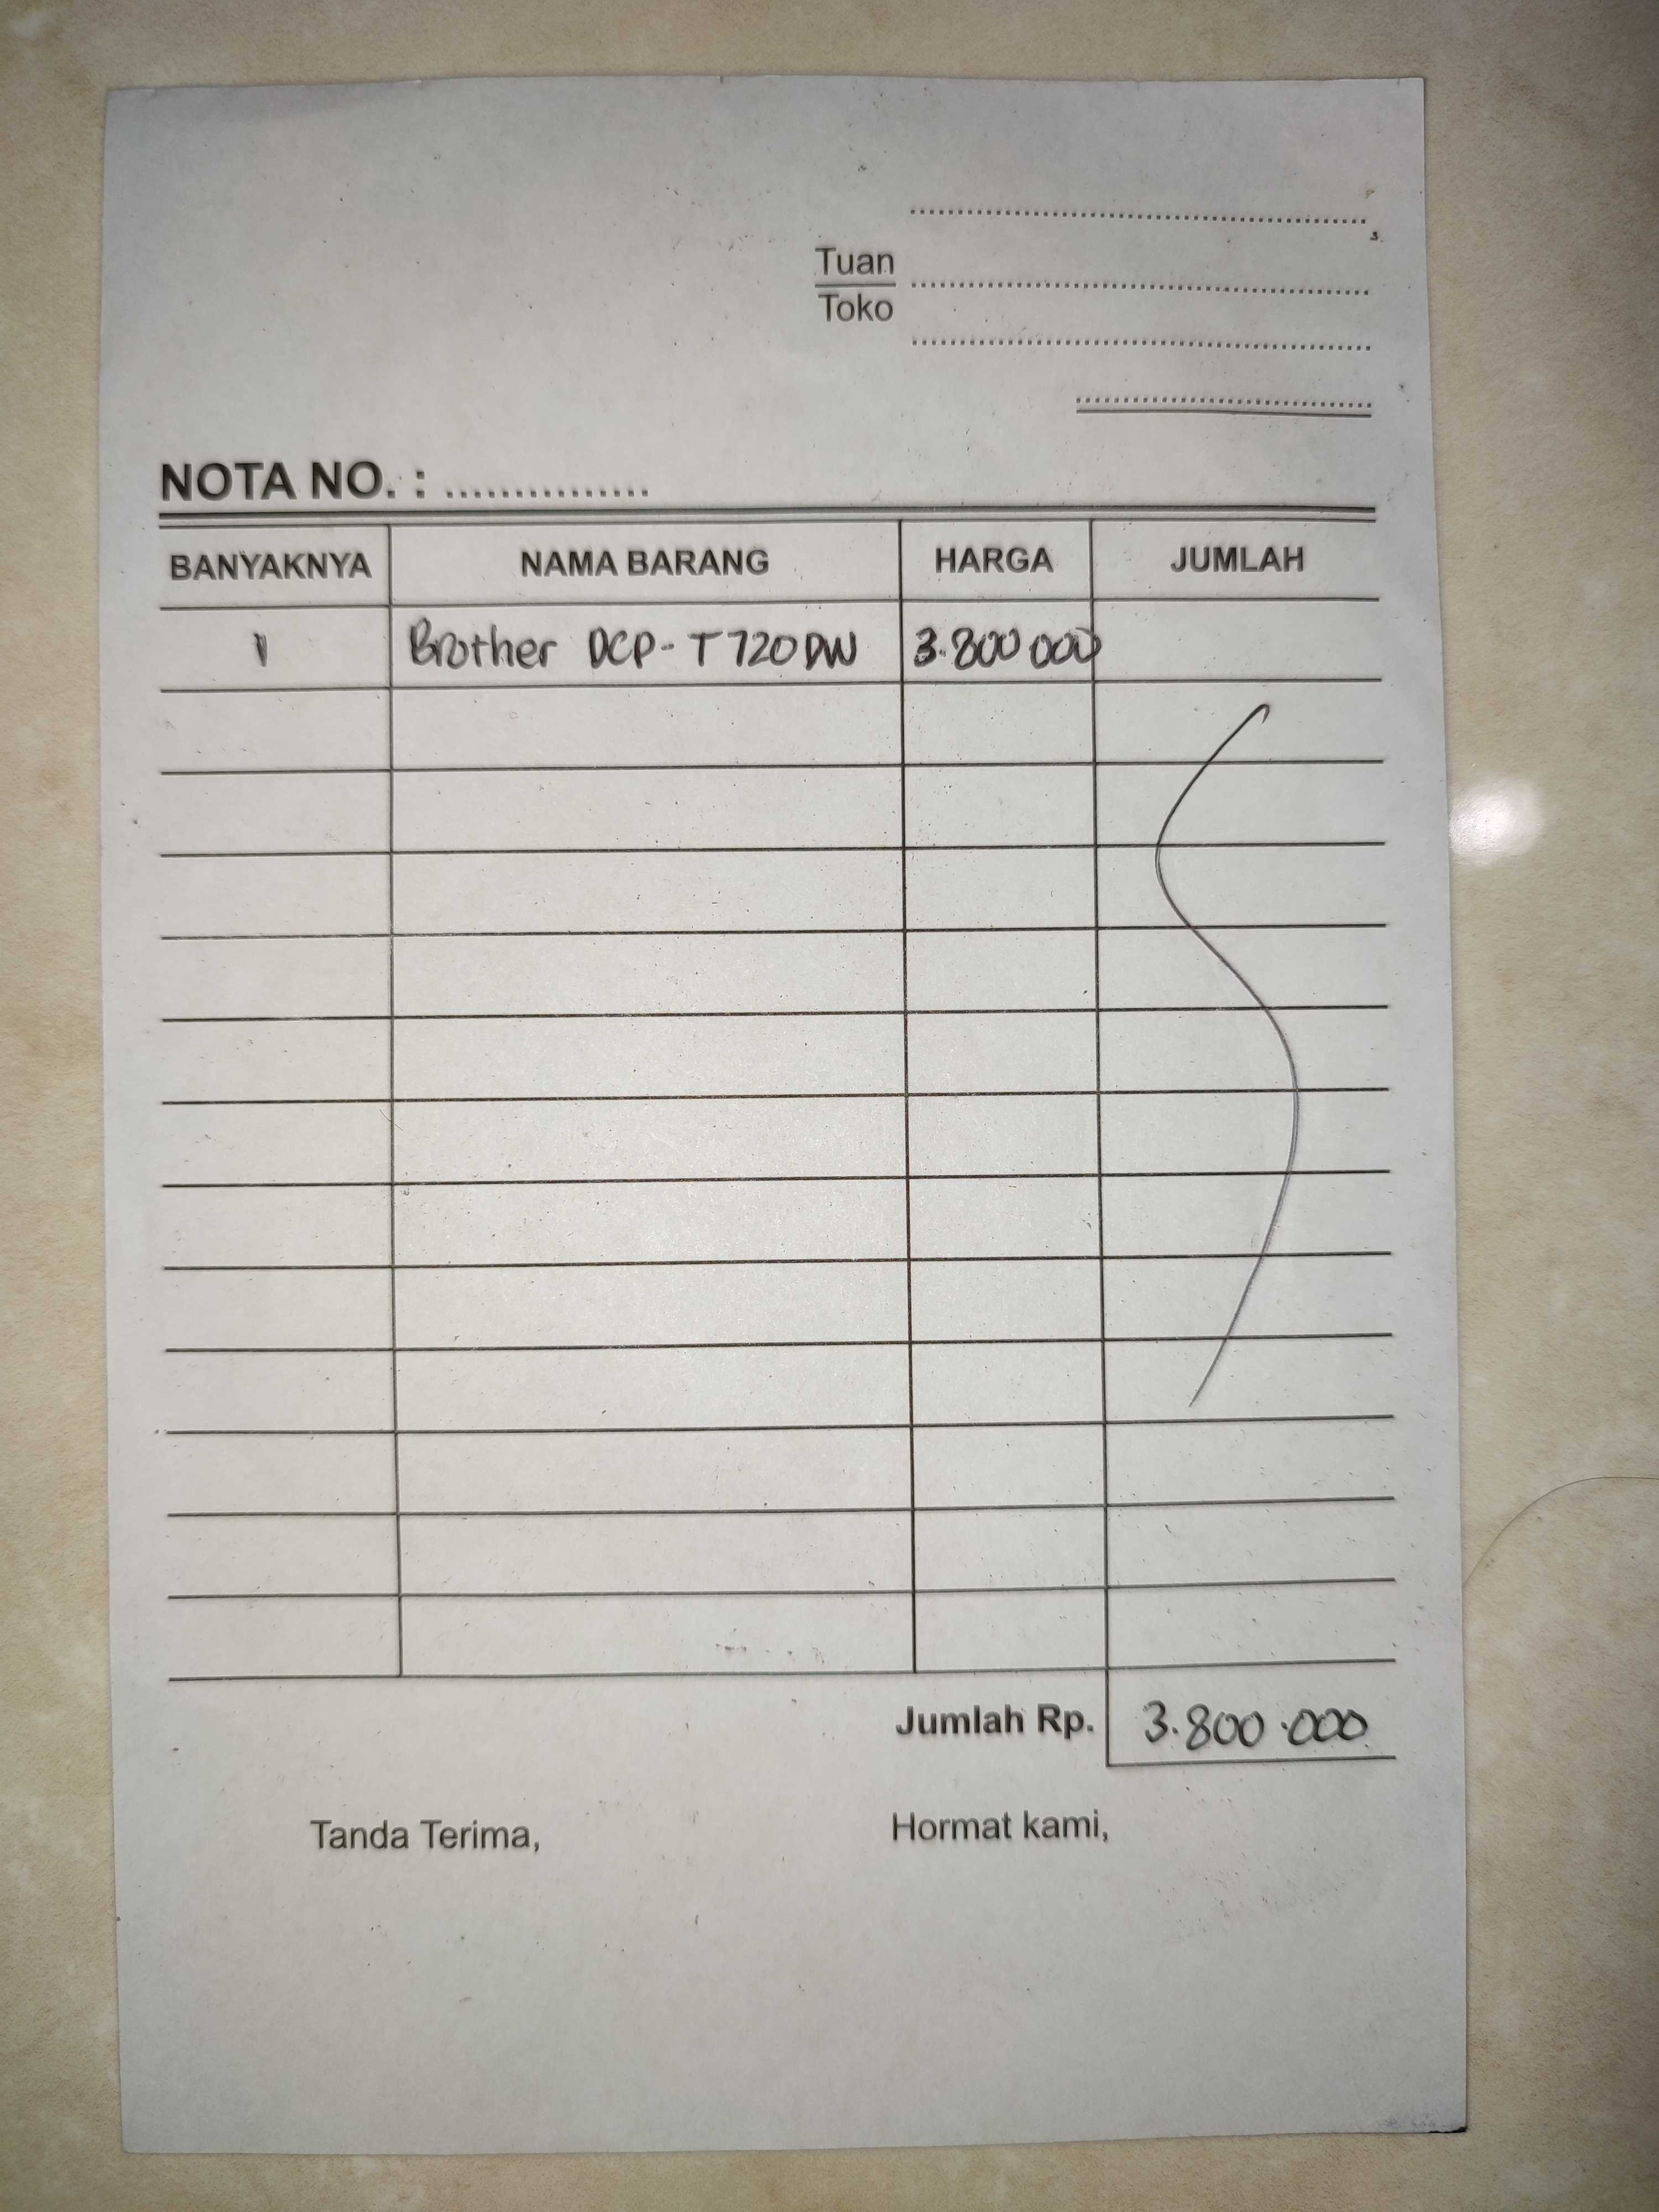 ........................................
Tuan ........................................
Toko
........................................
..........................
NOTA NO. : ...............
BANYAKNYA NAMA BARANG HARGA JUMLAH
1 Brother DCP-T720DW 3.800 000
Jumlah Rp. 3.800.000
Tanda Terima, Hormat kami,